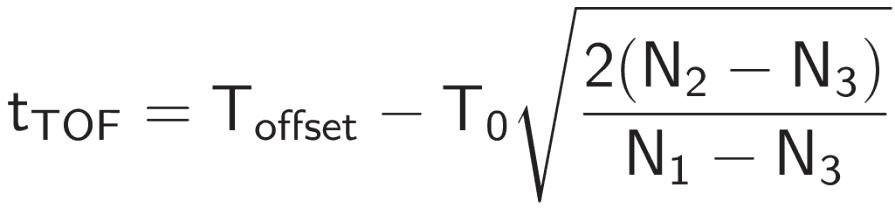 t_TOF = T_offset − T_0 √(2(N_2 − N_3) / (N_1 − N_3))